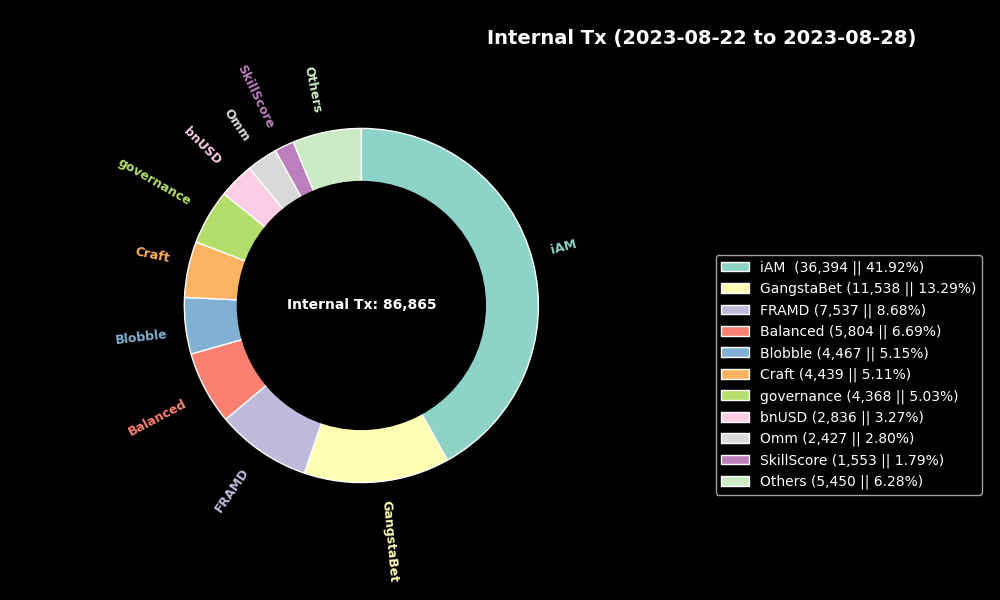 Internal Tx (2023-08-22 to 2023-08-28)
Others
SkillScore
Omm
bnUSD
governance
Craft
Blobble
Balanced
FRAMD
GangstaBet
iAM
Internal Tx: 86,865
iAM  (36,394 || 41.92%)
GangstaBet (11,538 || 13.29%)
FRAMD (7,537 || 8.68%)
Balanced (5,804 || 6.69%)
Blobble (4,467 || 5.15%)
Craft (4,439 || 5.11%)
governance (4,368 || 5.03%)
bnUSD (2,836 || 3.27%)
Omm (2,427 || 2.80%)
SkillScore (1,553 || 1.79%)
Others (5,450 || 6.28%)